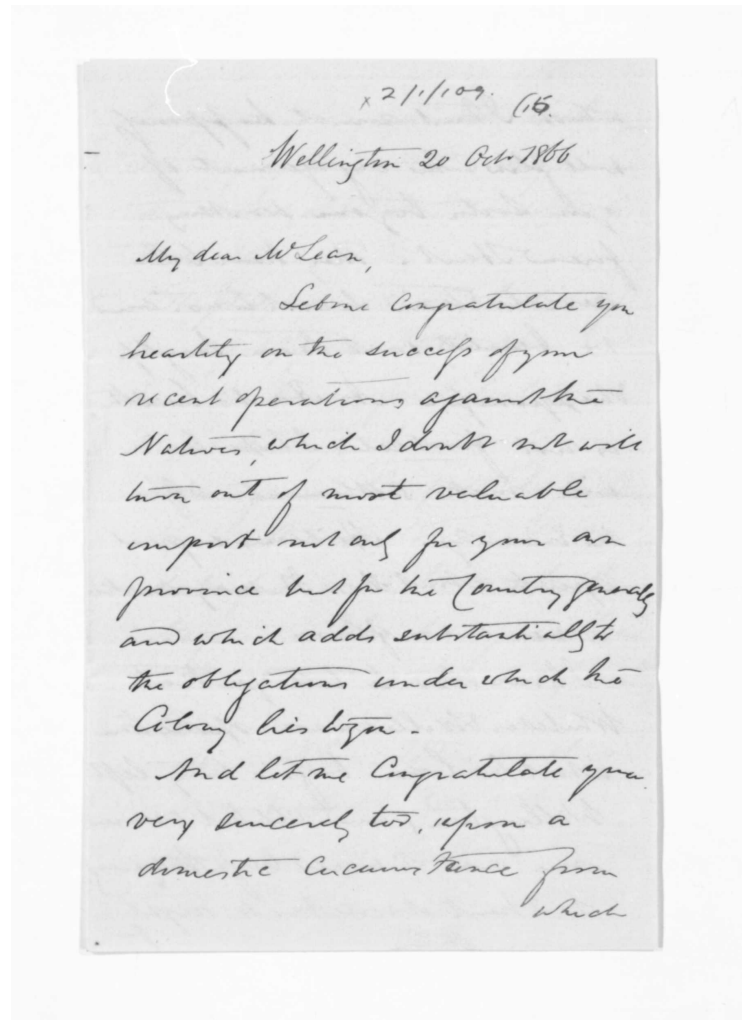 x 2/1/109.
(15.
Wellington 20 Octr 1866
My dear McLean,
Let me Congratulate you
heartily on the success of your
recent operations against the
Natives, which I doubt not will
turn out of most valuable
import not only for your own
province but for the Country generally
and which adds substantially to
the obligations under which the
Colony lies to you.
And let me Congratulate you
very sincerely too, upon a
domestic Circumstance from
which